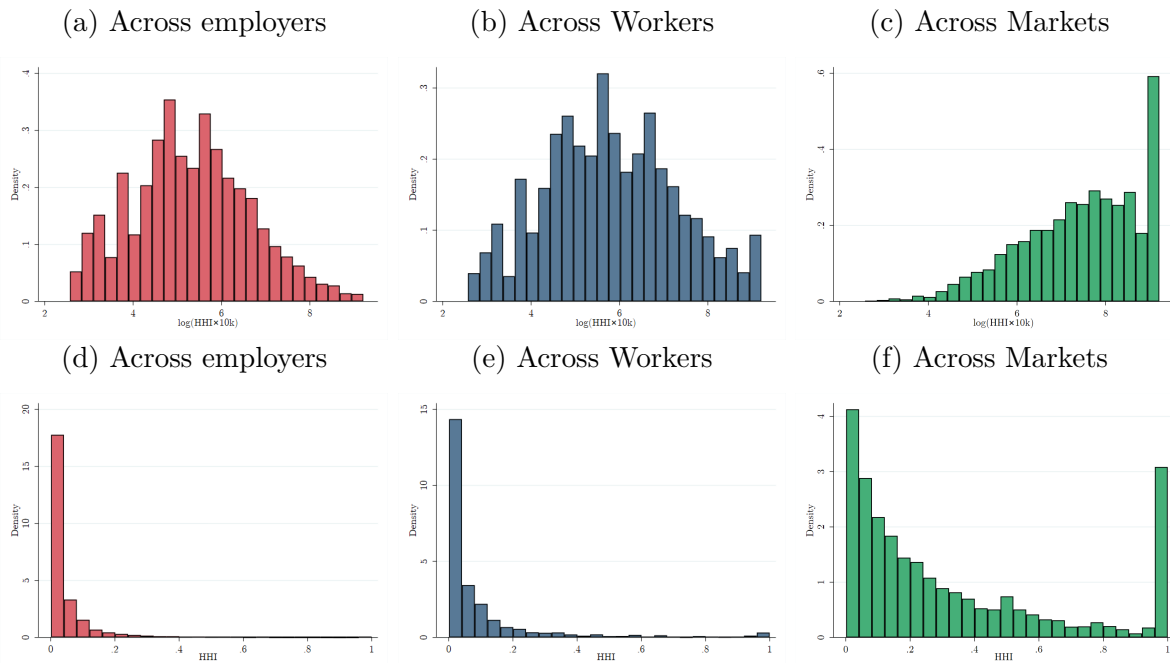 (a) Across employers
(b) Across Workers
(c) Across Markets
Density
0 .1 .2 .3 .4
2 4 6 8
log(HHI×10k)
Density
0 .1 .2 .3
2 4 6 8
log(HHI×10k)
Density
0 .2 .4 .6
2 4 6 8
log(HHI×10k)
(d) Across employers
(e) Across Workers
(f) Across Markets
Density
0 5 10 15 20
0 .2 .4 .6 .8 1
HHI
Density
0 5 10 15
0 .2 .4 .6 .8 1
HHI
Density
0 1 2 3 4
0 .2 .4 .6 .8 1
HHI